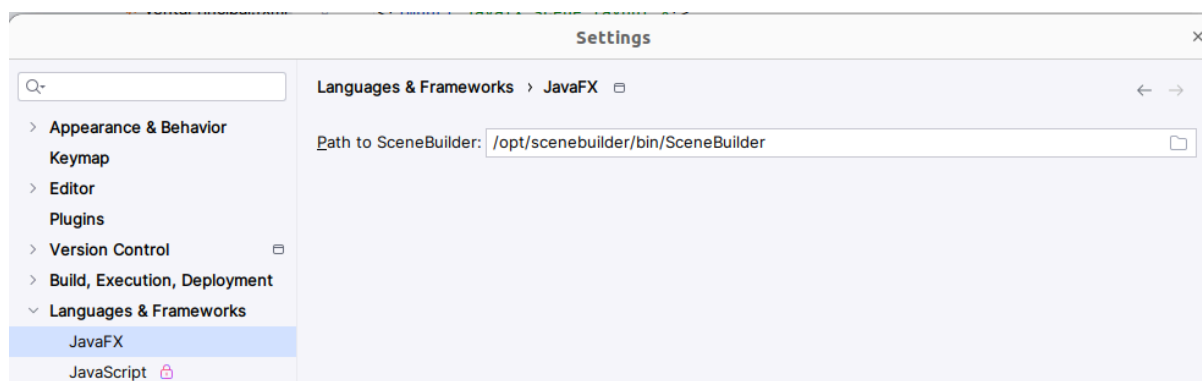 Settings
Languages & Frameworks › JavaFX
Appearance & Behavior
Path to SceneBuilder: /opt/scenebuilder/bin/SceneBuilder
Keymap
Editor
Plugins
Version Control
Build, Execution, Deployment
Languages & Frameworks
JavaFX
JavaScript